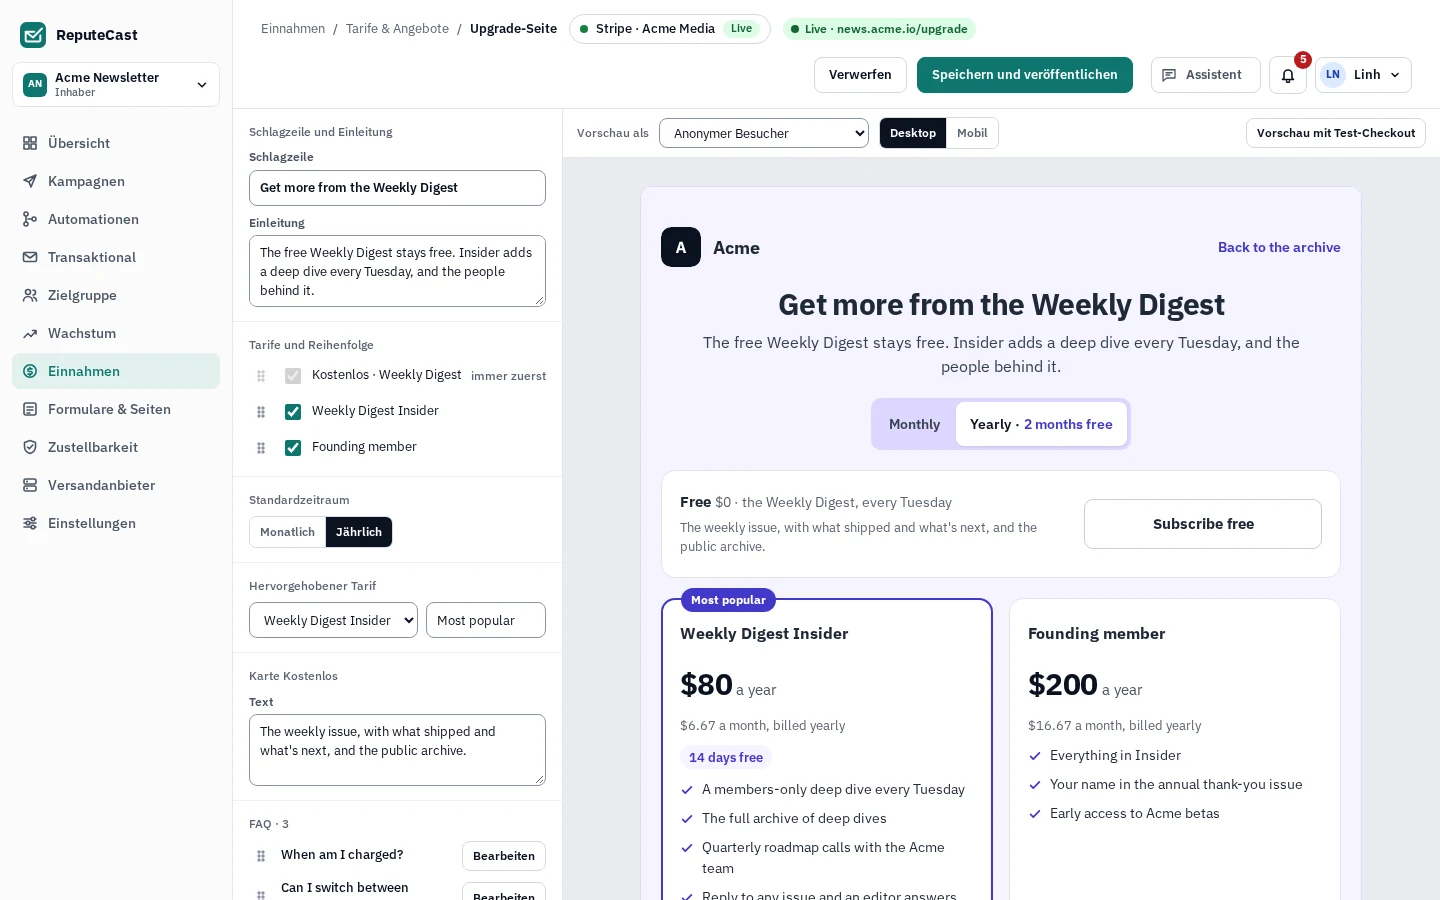 ReputeCast
AN
Acme Newsletter
Inhaber
Übersicht
Kampagnen
Automationen
Transaktional
Zielgruppe
Wachstum
Einnahmen
Formulare & Seiten
Zustellbarkeit
Versandanbieter
Einstellungen
Einnahmen / Tarife & Angebote / Upgrade-Seite
Stripe · Acme Media Live
Live · news.acme.io/upgrade
Verwerfen
Speichern und veröffentlichen
Assistent
5
LN Linh
Schlagzeile und Einleitung
Schlagzeile
Get more from the Weekly Digest
Einleitung
The free Weekly Digest stays free. Insider adds
a deep dive every Tuesday, and the people
behind it.
Tarife und Reihenfolge
Kostenlos · Weekly Digest immer zuerst
Weekly Digest Insider
Founding member
Standardzeitraum
Monatlich Jährlich
Hervorgehobener Tarif
Weekly Digest Insider Most popular
Karte Kostenlos
Text
The weekly issue, with what shipped and
what's next, and the public archive.
FAQ · 3
When am I charged? Bearbeiten
Can I switch between Bearbeiten
Vorschau als Anonymer Besucher Desktop Mobil Vorschau mit Test-Checkout
A Acme Back to the archive
Get more from the Weekly Digest
The free Weekly Digest stays free. Insider adds a deep dive every Tuesday, and the
people behind it.
Monthly Yearly · 2 months free
Free $0 · the Weekly Digest, every Tuesday
The weekly issue, with what shipped and what's next, and the
public archive.
Subscribe free
Most popular
Weekly Digest Insider
$80 a year
$6.67 a month, billed yearly
14 days free
A members-only deep dive every Tuesday
The full archive of deep dives
Quarterly roadmap calls with the Acme
team
Reply to any issue and an editor answers
Founding member
$200 a year
$16.67 a month, billed yearly
Everything in Insider
Your name in the annual thank-you issue
Early access to Acme betas